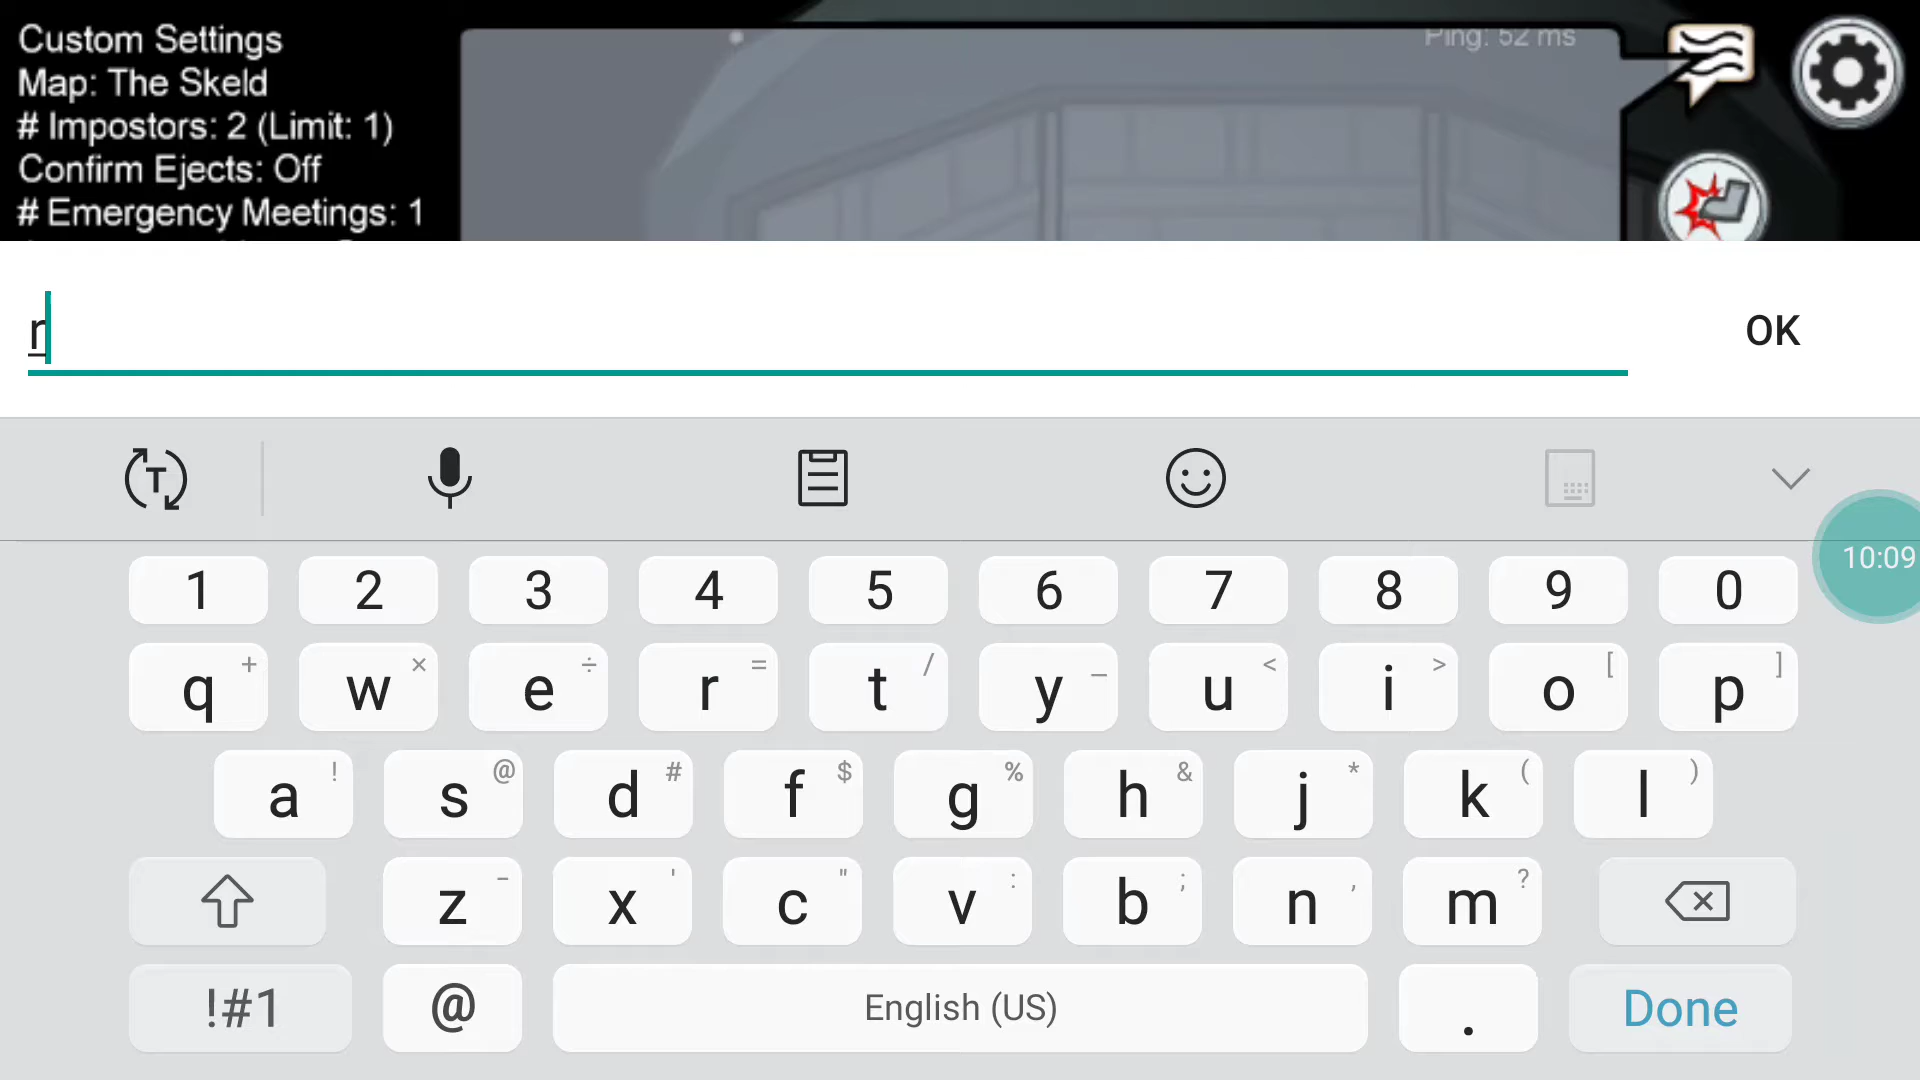 Custom Settings
Map: The Skeld
# Impostors: 2 (Limit: 1)
Confirm Ejects: Off
# Emergency Meetings: 1
Ping: 52 ms
r
OK
T
10:09
1 2 3 4 5 6 7 8 9 0
q + w × e ÷ r = t / y _ u < i > o [ p ]
a ! s @ d # f $ g % h & j * k ( l )
z - x ' c " v : b ; n , m ?
!#1 @ English (US) . Done